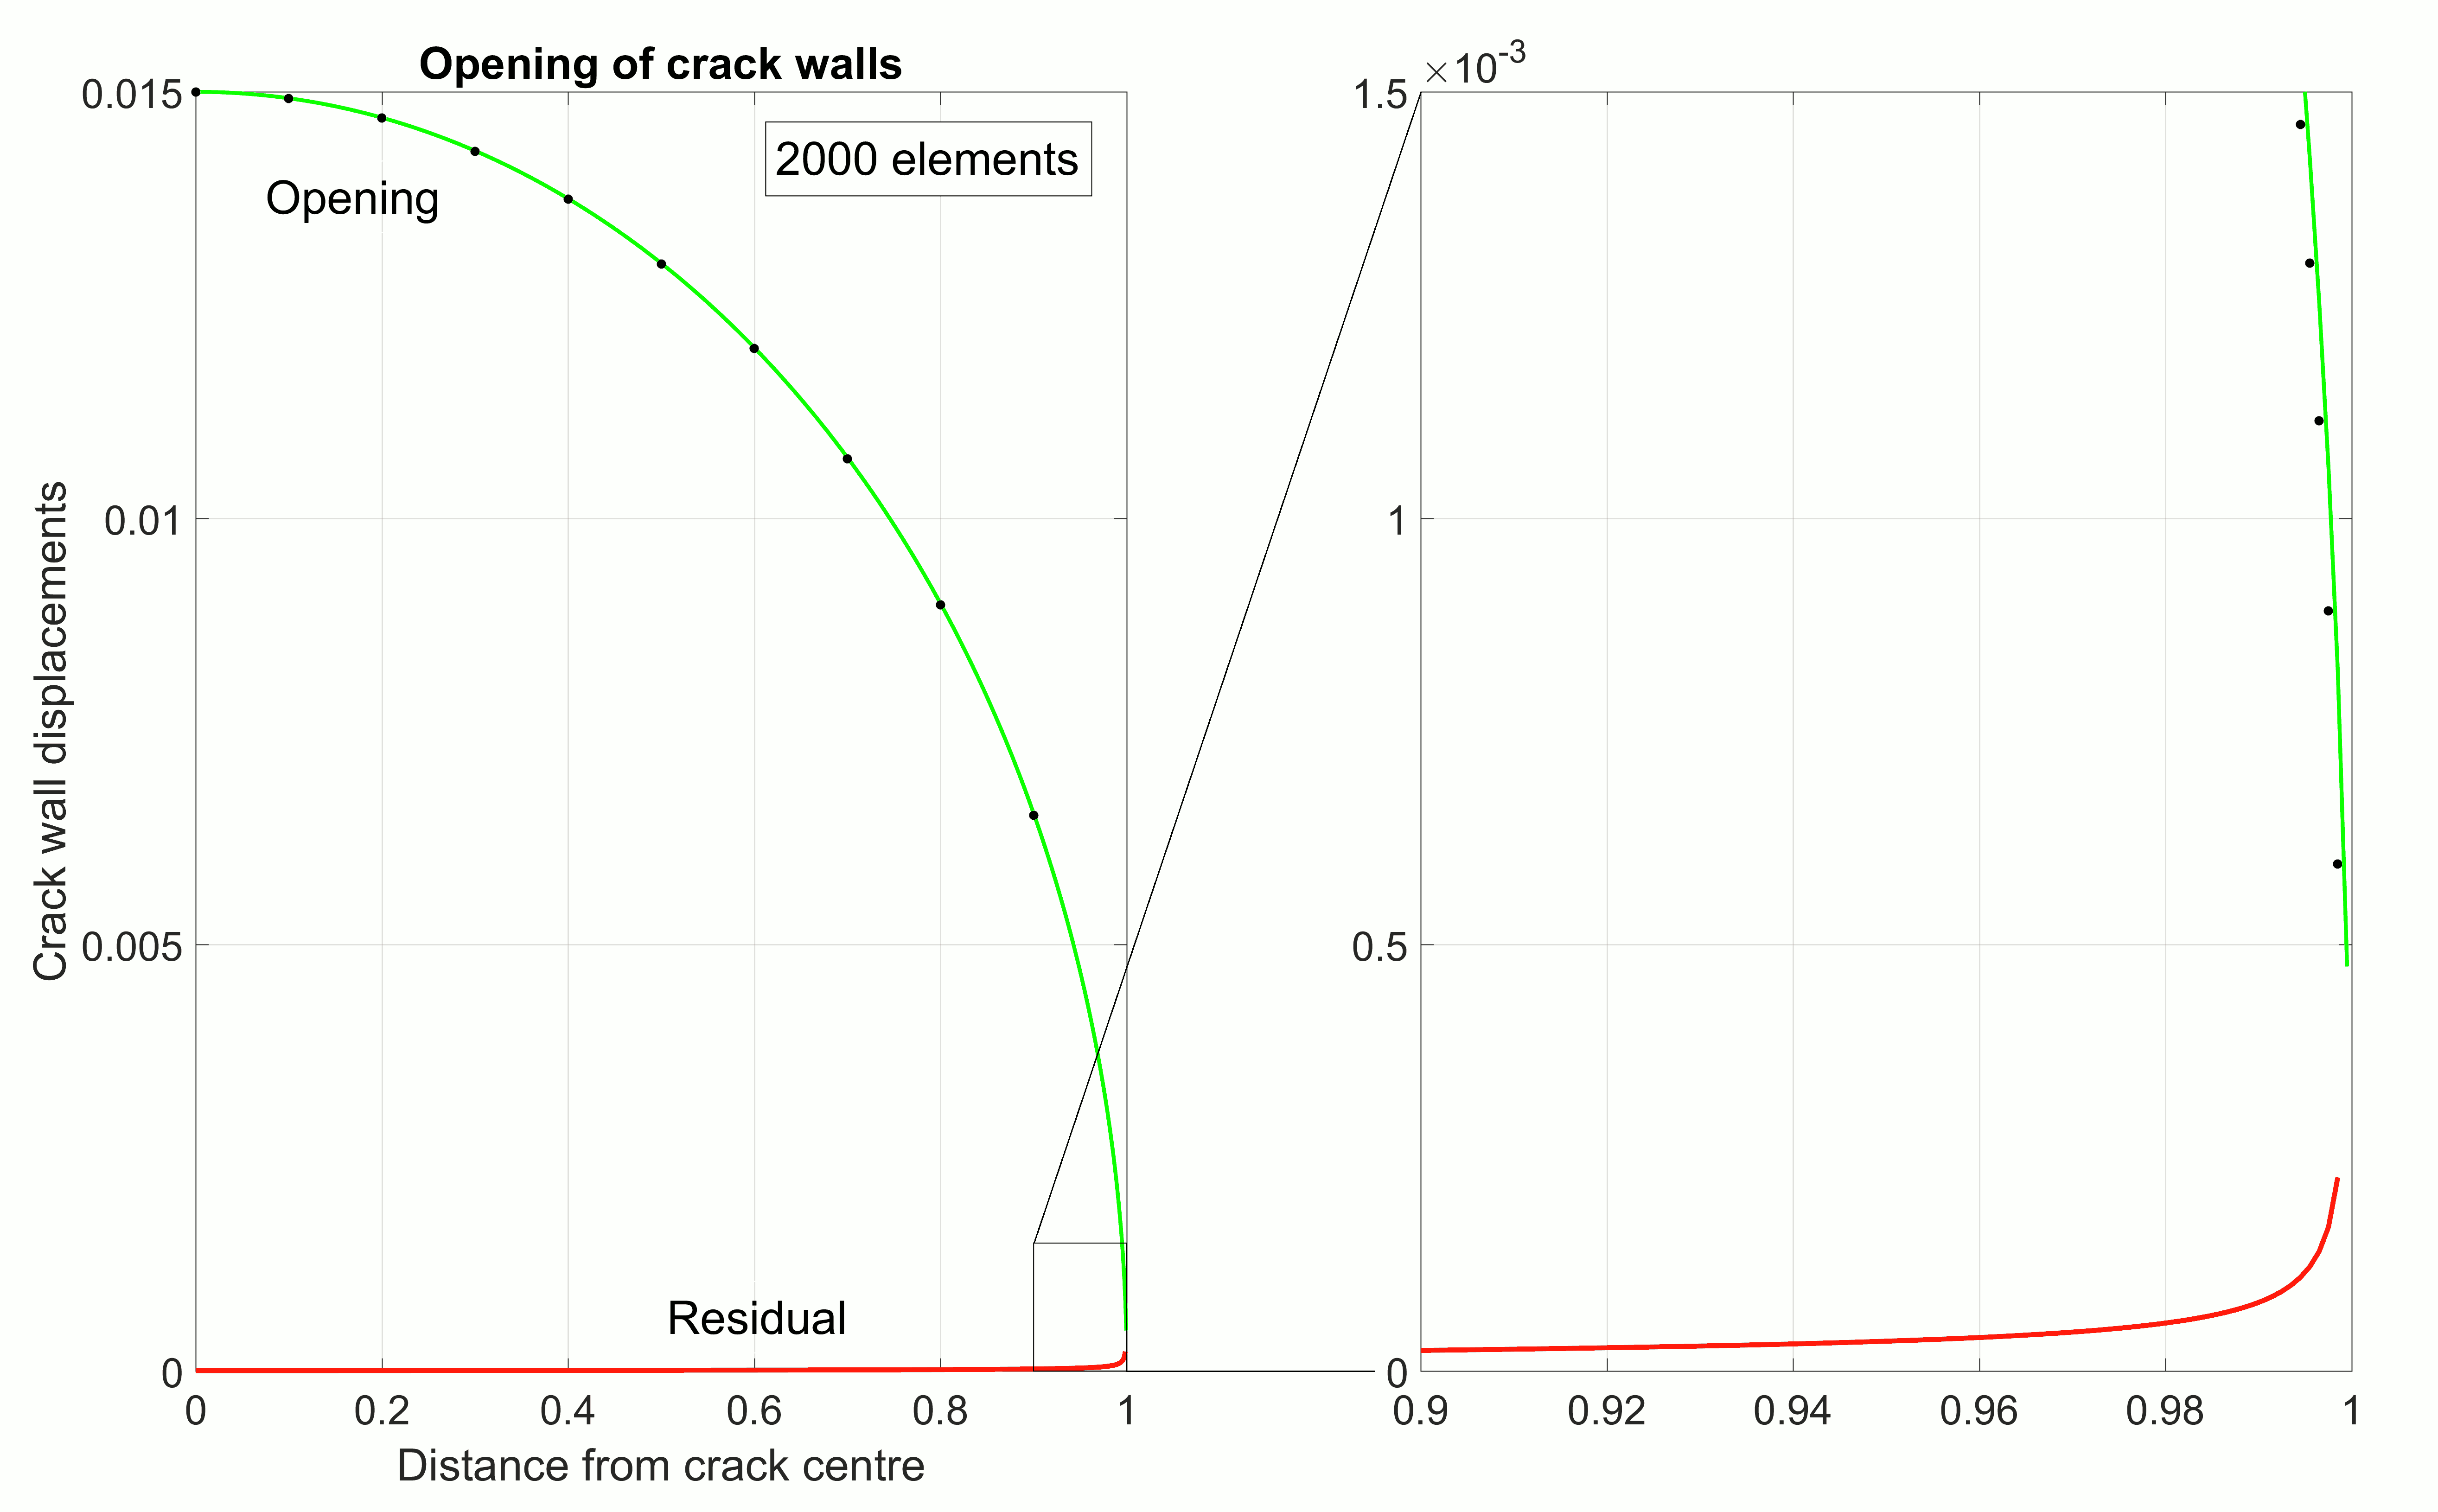 Opening of crack walls
0.015
0.01
0.005
0
Crack wall displacements
Opening
2000 elements
Residual
0 0.2 0.4 0.6 0.8 1
Distance from crack centre
×10-3
1.5
1
0.5
0
0.9 0.92 0.94 0.96 0.98 1